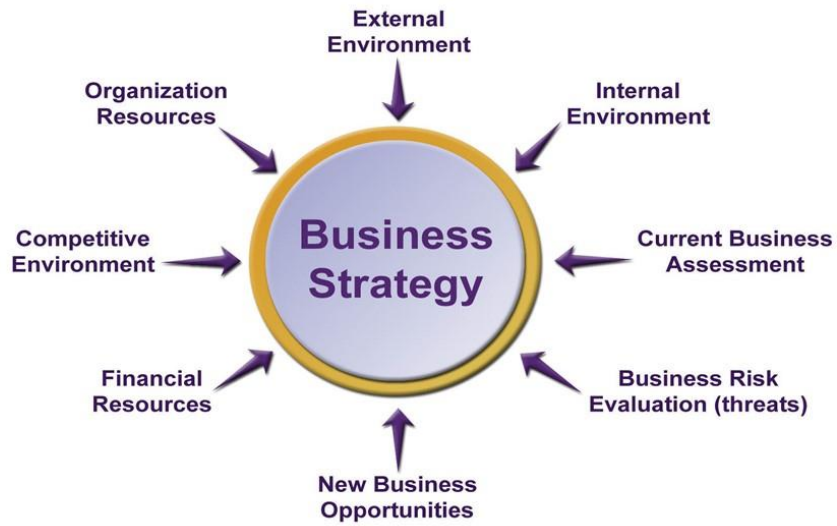 External
Environment
Internal
Environment
Current Business
Assessment
Business Risk
Evaluation (threats)
New Business
Opportunities
Financial
Resources
Competitive
Environment
Organization
Resources
Business
Strategy